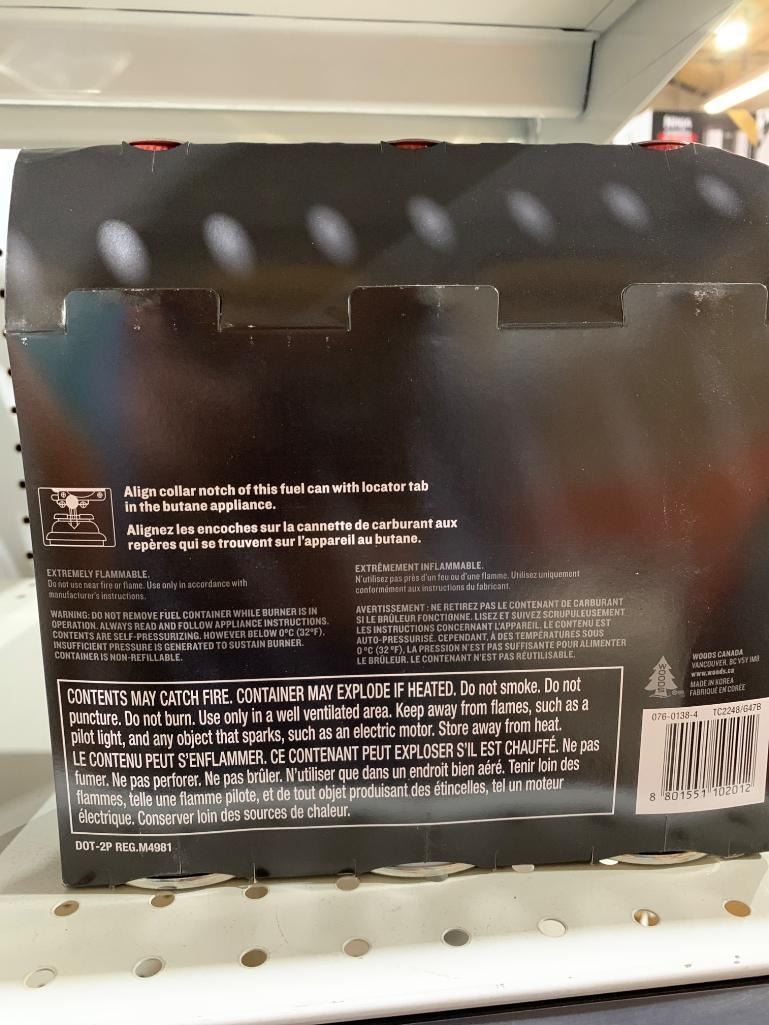 Align collar notch of this fuel can with locator tab
in the butane appliance.
Alignez les encoches sur la cannette de carburant aux
repères qui se trouvent sur l'appareil au butane.
EXTREMELY FLAMMABLE.
Do not use near fire or flame. Use only in accordance with
manufacturer's instructions.
WARNING: DO NOT REMOVE FUEL CONTAINER WHILE BURNER IS IN
OPERATION. ALWAYS READ AND FOLLOW APPLIANCE INSTRUCTIONS.
CONTENTS ARE SELF-PRESSURIZING. HOWEVER BELOW 0°C (32°F),
INSUFFICIENT PRESSURE IS GENERATED TO SUSTAIN BURNER.
CONTAINER IS NON-REFILLABLE.
EXTRÊMEMENT INFLAMMABLE.
N'utilisez pas près d'un feu ou d'une flamme. Utilisez uniquement
conformément aux instructions du fabricant.
AVERTISSEMENT : NE RETIREZ PAS LE CONTENANT DE CARBURANT
SI LE BRÛLEUR FONCTIONNE. LISEZ ET SUIVEZ SCRUPULEUSEMENT
LES INSTRUCTIONS CONCERNANT L'APPAREIL. LE CONTENU EST
AUTO-PRESSURISÉ. CEPENDANT, À DES TEMPÉRATURES SOUS
0 °C (32 °F), LA PRESSION N'EST PAS SUFFISANTE POUR ALIMENTER
LE BRÛLEUR. LE CONTENANT N'EST PAS RÉUTILISABLE.
WOODS
WOODS CANADA
VANCOUVER, BC V5Y 1M8
www.woods.ca
MADE IN KOREA
FABRIQUÉ EN CORÉE
CONTENTS MAY CATCH FIRE. CONTAINER MAY EXPLODE IF HEATED. Do not smoke. Do not
puncture. Do not burn. Use only in a well ventilated area. Keep away from flames, such as a
pilot light, and any object that sparks, such as an electric motor. Store away from heat.
LE CONTENU PEUT S'ENFLAMMER. CE CONTENANT PEUT EXPLOSER S'IL EST CHAUFFÉ. Ne pas
fumer. Ne pas perforer. Ne pas brûler. N'utiliser que dans un endroit bien aéré. Tenir loin des
flammes, telle une flamme pilote, et de tout objet produisant des étincelles, tel un moteur
électrique. Conserver loin des sources de chaleur.
076-0138-4 TC2248/G47B
8 801551 102012
DOT-2P REG.M4981